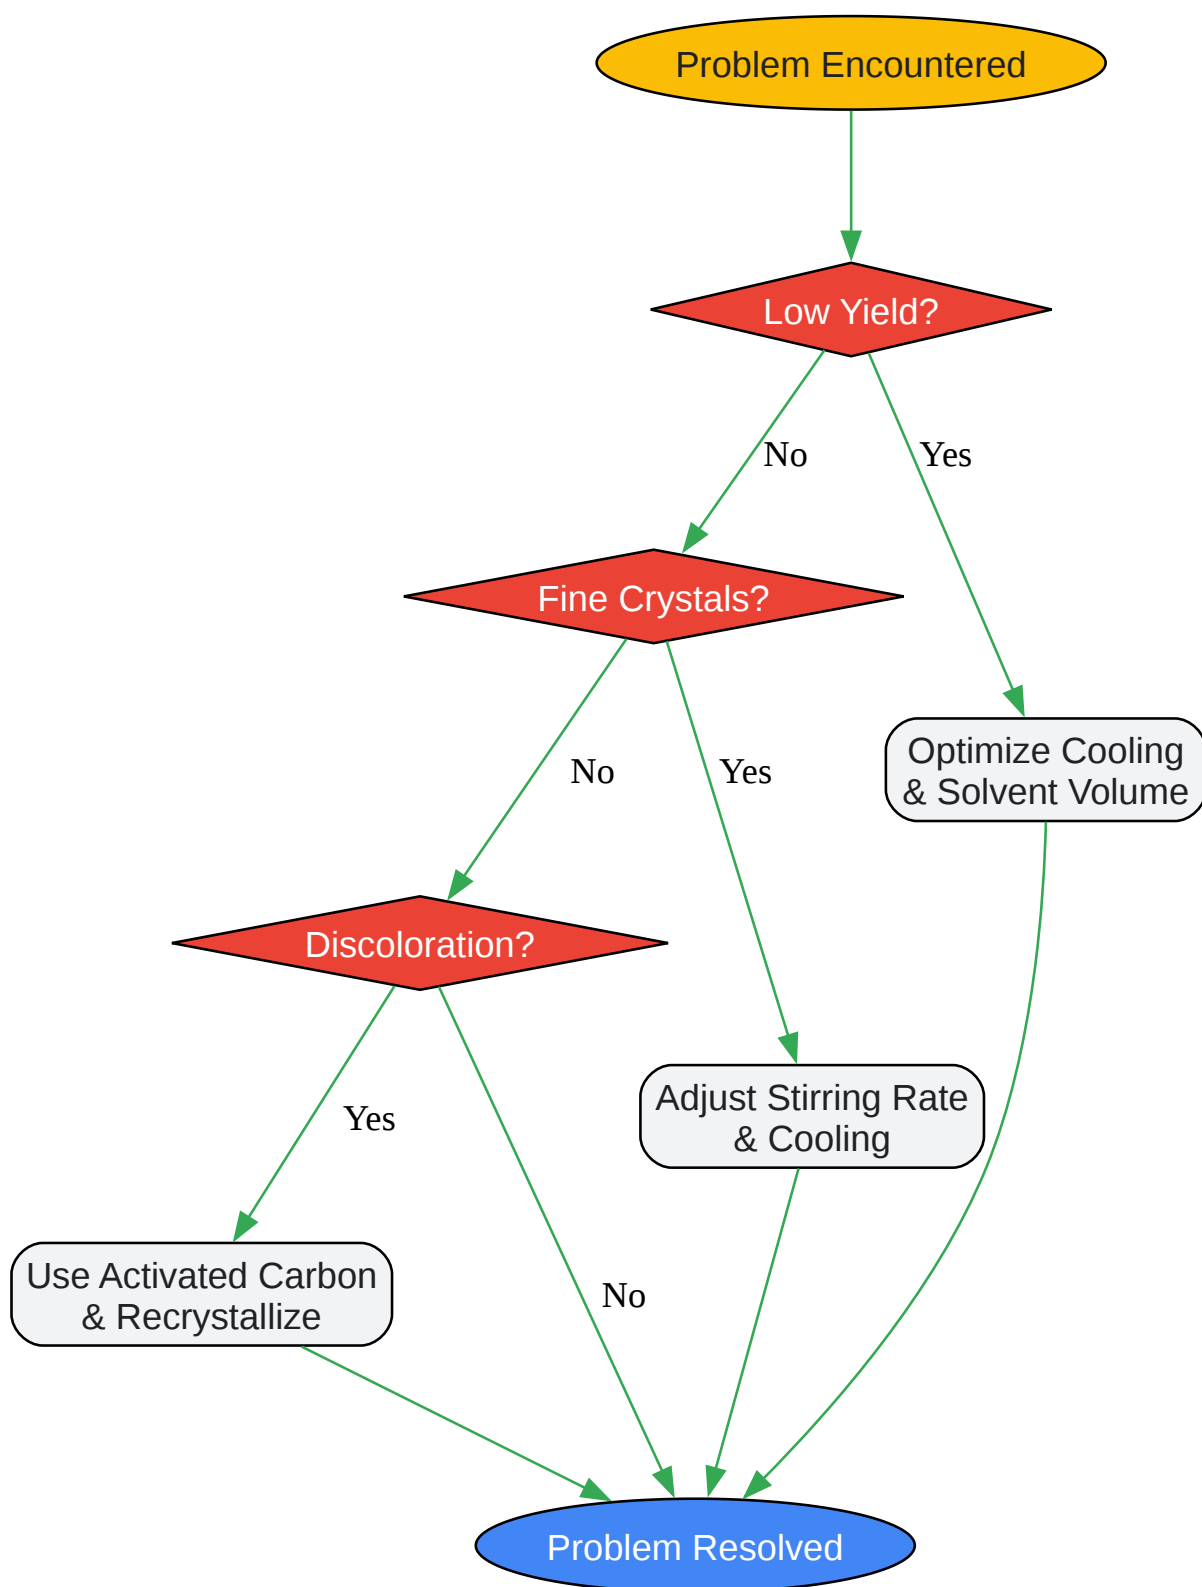 Problem Encountered
Low Yield?
No
Yes
Fine Crystals?
No
Yes
Optimize Cooling
& Solvent Volume
Discoloration?
Yes
No
Adjust Stirring Rate
& Cooling
Use Activated Carbon
& Recrystallize
Problem Resolved